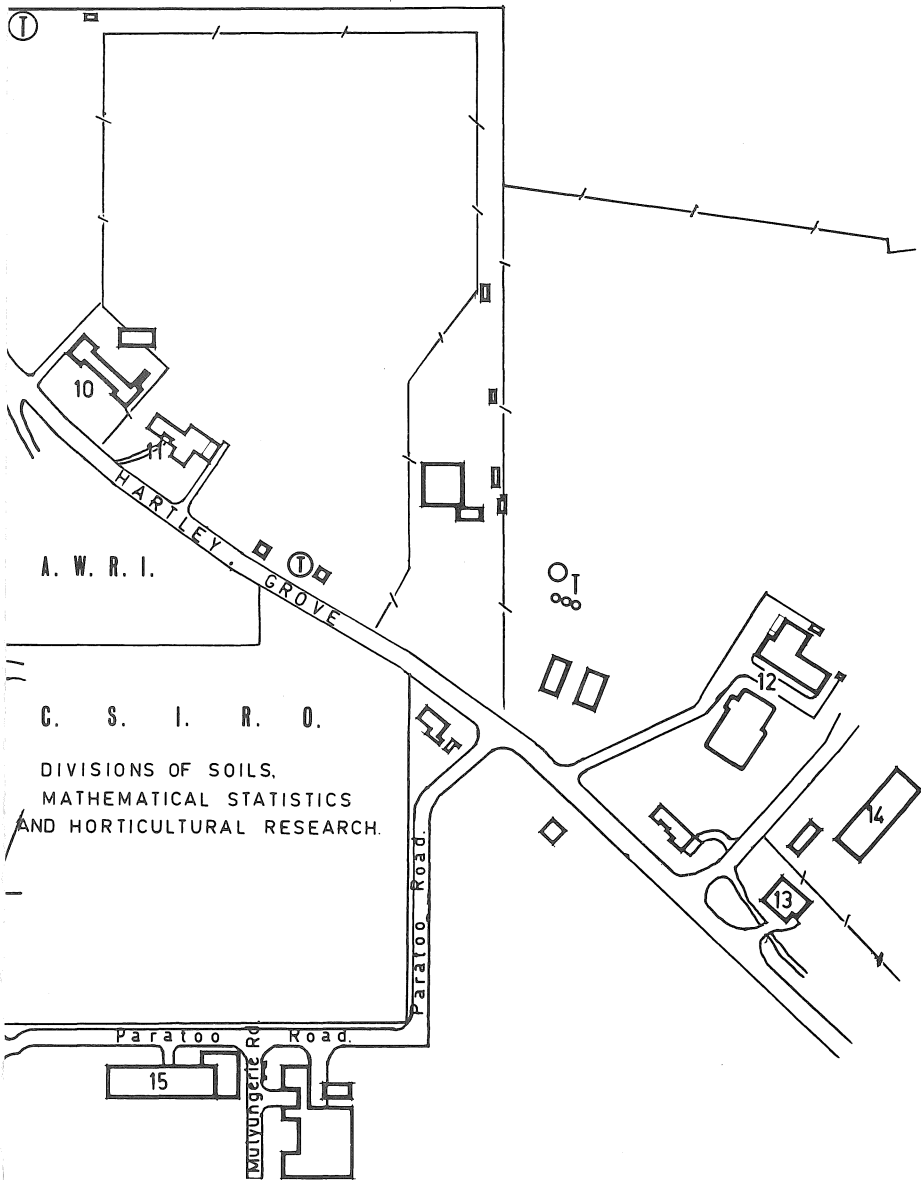 T
10
11
HARTLEY . GROVE
A. W. R. I.
T
T
12
C. S. I. R. O.
DIVISIONS OF SOILS,
MATHEMATICAL STATISTICS
AND HORTICULTURAL RESEARCH.
14
13
Paratoo Road.
Paratoo Road.
Mulyungerie Rd
15